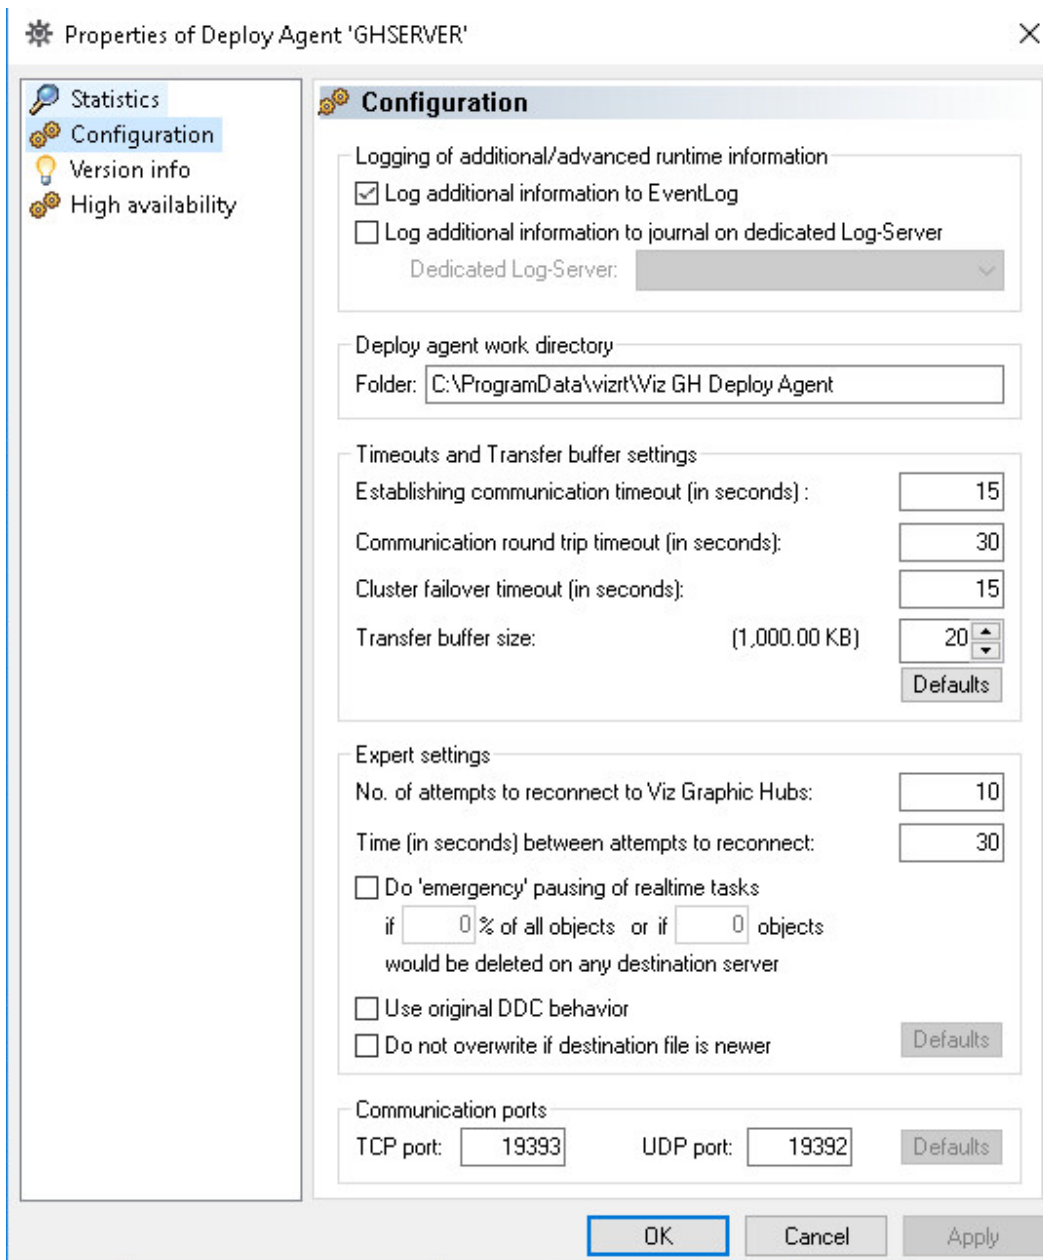 Properties of Deploy Agent 'GHSERVER'
Statistics
Configuration
Version info
High availability
Configuration
Logging of additional/advanced runtime information
Log additional information to EventLog
Log additional information to journal on dedicated Log-Server
Dedicated Log-Server:
Deploy agent work directory
Folder: C:\ProgramData\vizrt\Viz GH Deploy Agent
Timeouts and Transfer buffer settings
Establishing communication timeout (in seconds) : 15
Communication round trip timeout (in seconds): 30
Cluster failover timeout (in seconds): 15
Transfer buffer size: (1,000.00 KB) 20
Defaults
Expert settings
No. of attempts to reconnect to Viz Graphic Hubs: 10
Time (in seconds) between attempts to reconnect: 30
Do 'emergency' pausing of realtime tasks
if 0 % of all objects or if 0 objects
would be deleted on any destination server
Use original DDC behavior
Do not overwrite if destination file is newer Defaults
Communication ports
TCP port: 19393 UDP port: 19392 Defaults
OK Cancel Apply